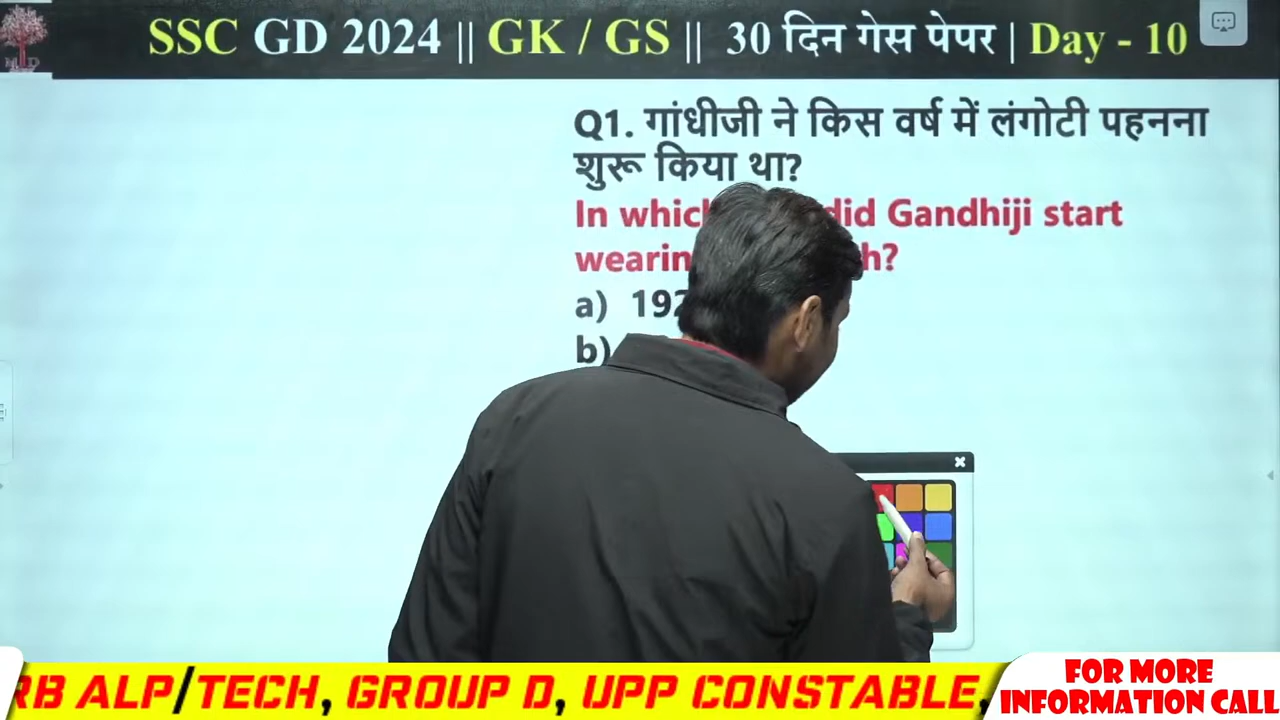 SSC GD 2024 || GK / GS || 30 दिन गेस पेपर | Day - 10
Q1. गांधीजी ने किस वर्ष में लंगोटी पहनना
शुरू किया था?
In did Gandhiji start
a)
b)
RB ALP/TECH, GROUP D, UPP CONSTABLE,
FOR MORE
INFORMATION CALL